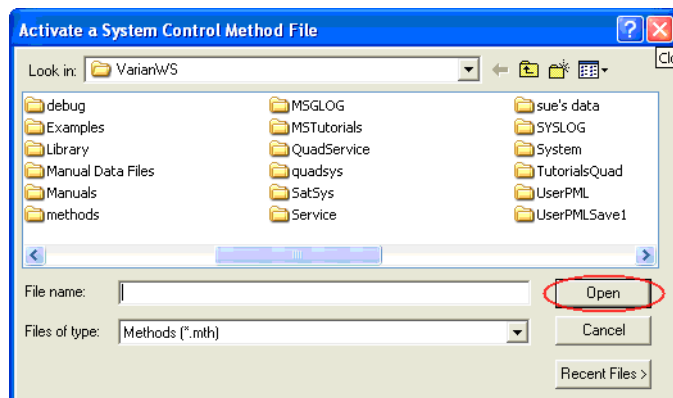 Activate a System Control Method File
Look in: VarianWS
Clo
debug MSGLOG sue's data
Examples MSTutorials SYSLOG
Library QuadService System
Manual Data Files quadsys TutorialsQuad
Manuals SatSys UserPML
methods Service UserPMLSave1
File name: Open
Files of type: Methods (*.mth) Cancel
Recent Files >